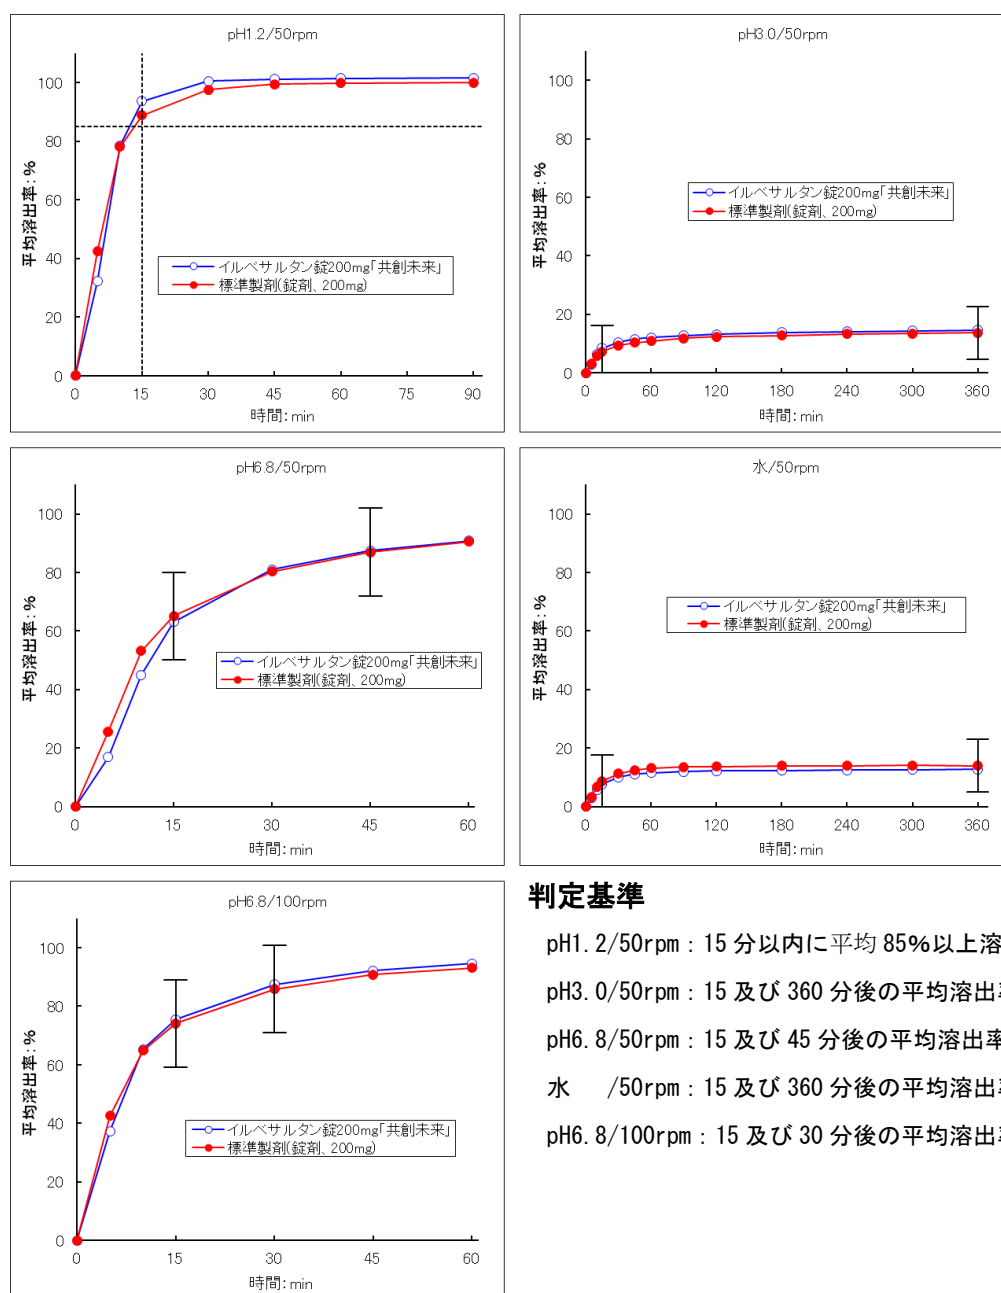 pH1.2/50rpm
平均溶出率：%
100
80
60
40
20
0
イルベサルタン錠200mg｢共創未来｣
標準製剤(錠剤、200mg)
0 15 30 45 60 75 90
時間：min
pH3.0/50rpm
平均溶出率：%
100
80
60
40
20
0
イルベサルタン錠200mg｢共創未来｣
標準製剤(錠剤、200mg)
0 60 120 180 240 300 360
時間：min
pH6.8/50rpm
平均溶出率：%
100
80
60
40
20
0
イルベサルタン錠200mg｢共創未来｣
標準製剤(錠剤、200mg)
0 15 30 45 60
時間：min
水/50rpm
平均溶出率：%
100
80
60
40
20
0
イルベサルタン錠200mg｢共創未来｣
標準製剤(錠剤、200mg)
0 60 120 180 240 300 360
時間：min
pH6.8/100rpm
平均溶出率：%
100
80
60
40
20
0
イルベサルタン錠200mg｢共創未来｣
標準製剤(錠剤、200mg)
0 15 30 45 60
時間：min
判定基準
pH1.2/50rpm：15 分以内に平均 85%以上溶
pH3.0/50rpm：15 及び 360 分後の平均溶出
pH6.8/50rpm：15 及び 45 分後の平均溶出率
水 /50rpm：15 及び 360 分後の平均溶出
pH6.8/100rpm：15 及び 30 分後の平均溶出